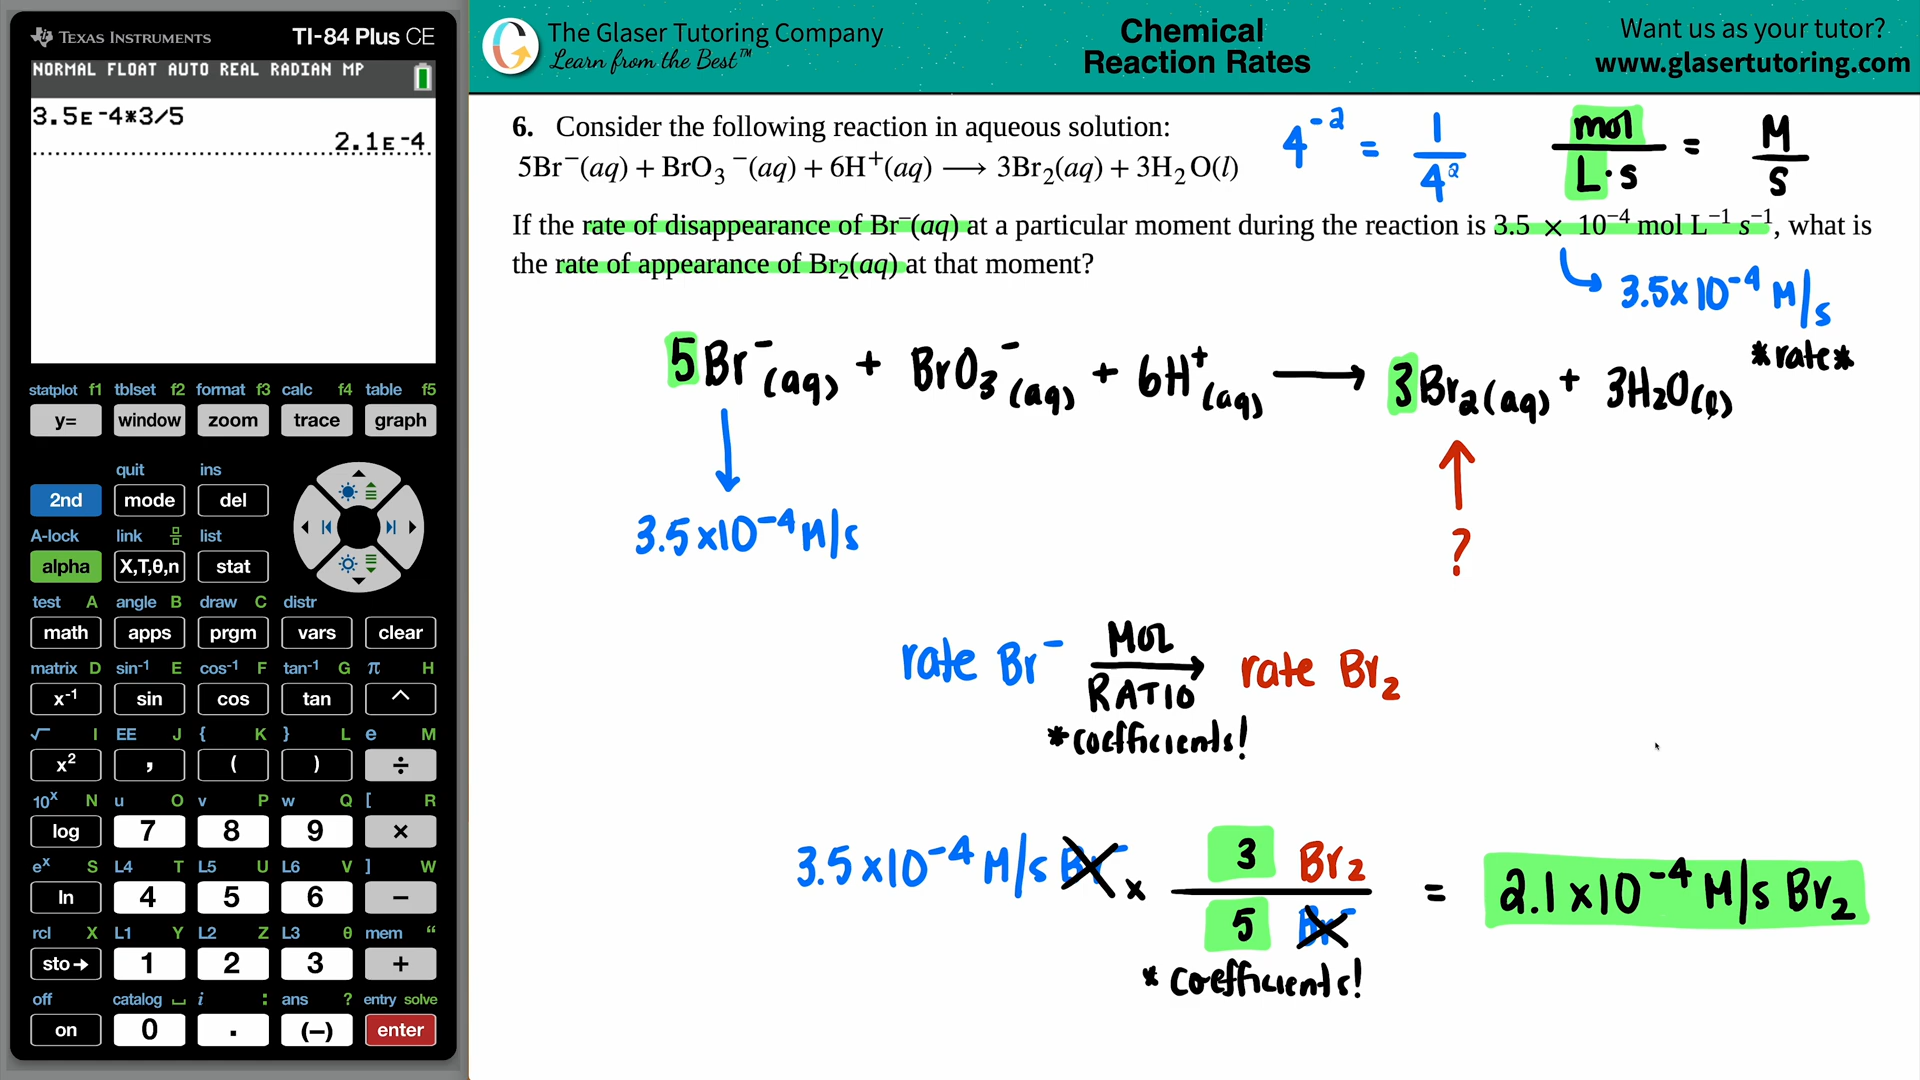 TEXAS INSTRUMENTS TI-84 Plus CE
NORMAL FLOAT AUTO REAL RADIAN MP
3.5E-4*3/5
2.1E-4
statplot f1 tblset f2 format f3 calc f4 table f5
y= window zoom trace graph
quit ins
2nd mode del
A-lock link list
alpha X,T,θ,n stat
test A angle B draw C distr
math apps prgm vars clear
matrix D sin⁻¹ E cos⁻¹ F tan⁻¹ G π H
x⁻¹ sin cos tan ^
√ I EE J { K } L e M
x² , ( ) ÷
10ˣ N u O v P w Q [ R
log 7 8 9 ×
eˣ S L4 T L5 U L6 V ] W
ln 4 5 6 −
rcl X L1 Y L2 Z L3 θ mem “
sto→ 1 2 3 +
off catalog ⎵ i : ans ? entry solve
on 0 . (−) enter
The Glaser Tutoring Company
Learn from the Best™
Chemical
Reaction Rates
Want us as your tutor?
www.glasertutoring.com
6. Consider the following reaction in aqueous solution:
5Br⁻(aq) + BrO₃⁻(aq) + 6H⁺(aq) ⟶ 3Br₂(aq) + 3H₂O(l)
4⁻² = 1/4²
mol/L·s = M/S
If the rate of disappearance of Br⁻(aq) at a particular moment during the reaction is 3.5 × 10⁻⁴ mol L⁻¹ s⁻¹, what is
the rate of appearance of Br₂(aq) at that moment?
3.5x10⁻⁴ M/s
*rate*
5Br⁻(aq) + BrO₃⁻(aq) + 6H⁺(aq) ⟶ 3Br₂(aq) + 3H₂O(l)
3.5x10⁻⁴ M/s
?
rate Br⁻ MOL RATIO → rate Br₂
*coefficients!
3.5x10⁻⁴ M/s Br⁻ x 3 Br₂ / 5 Br⁻ = 2.1x10⁻⁴ M/s Br₂
* coefficients!